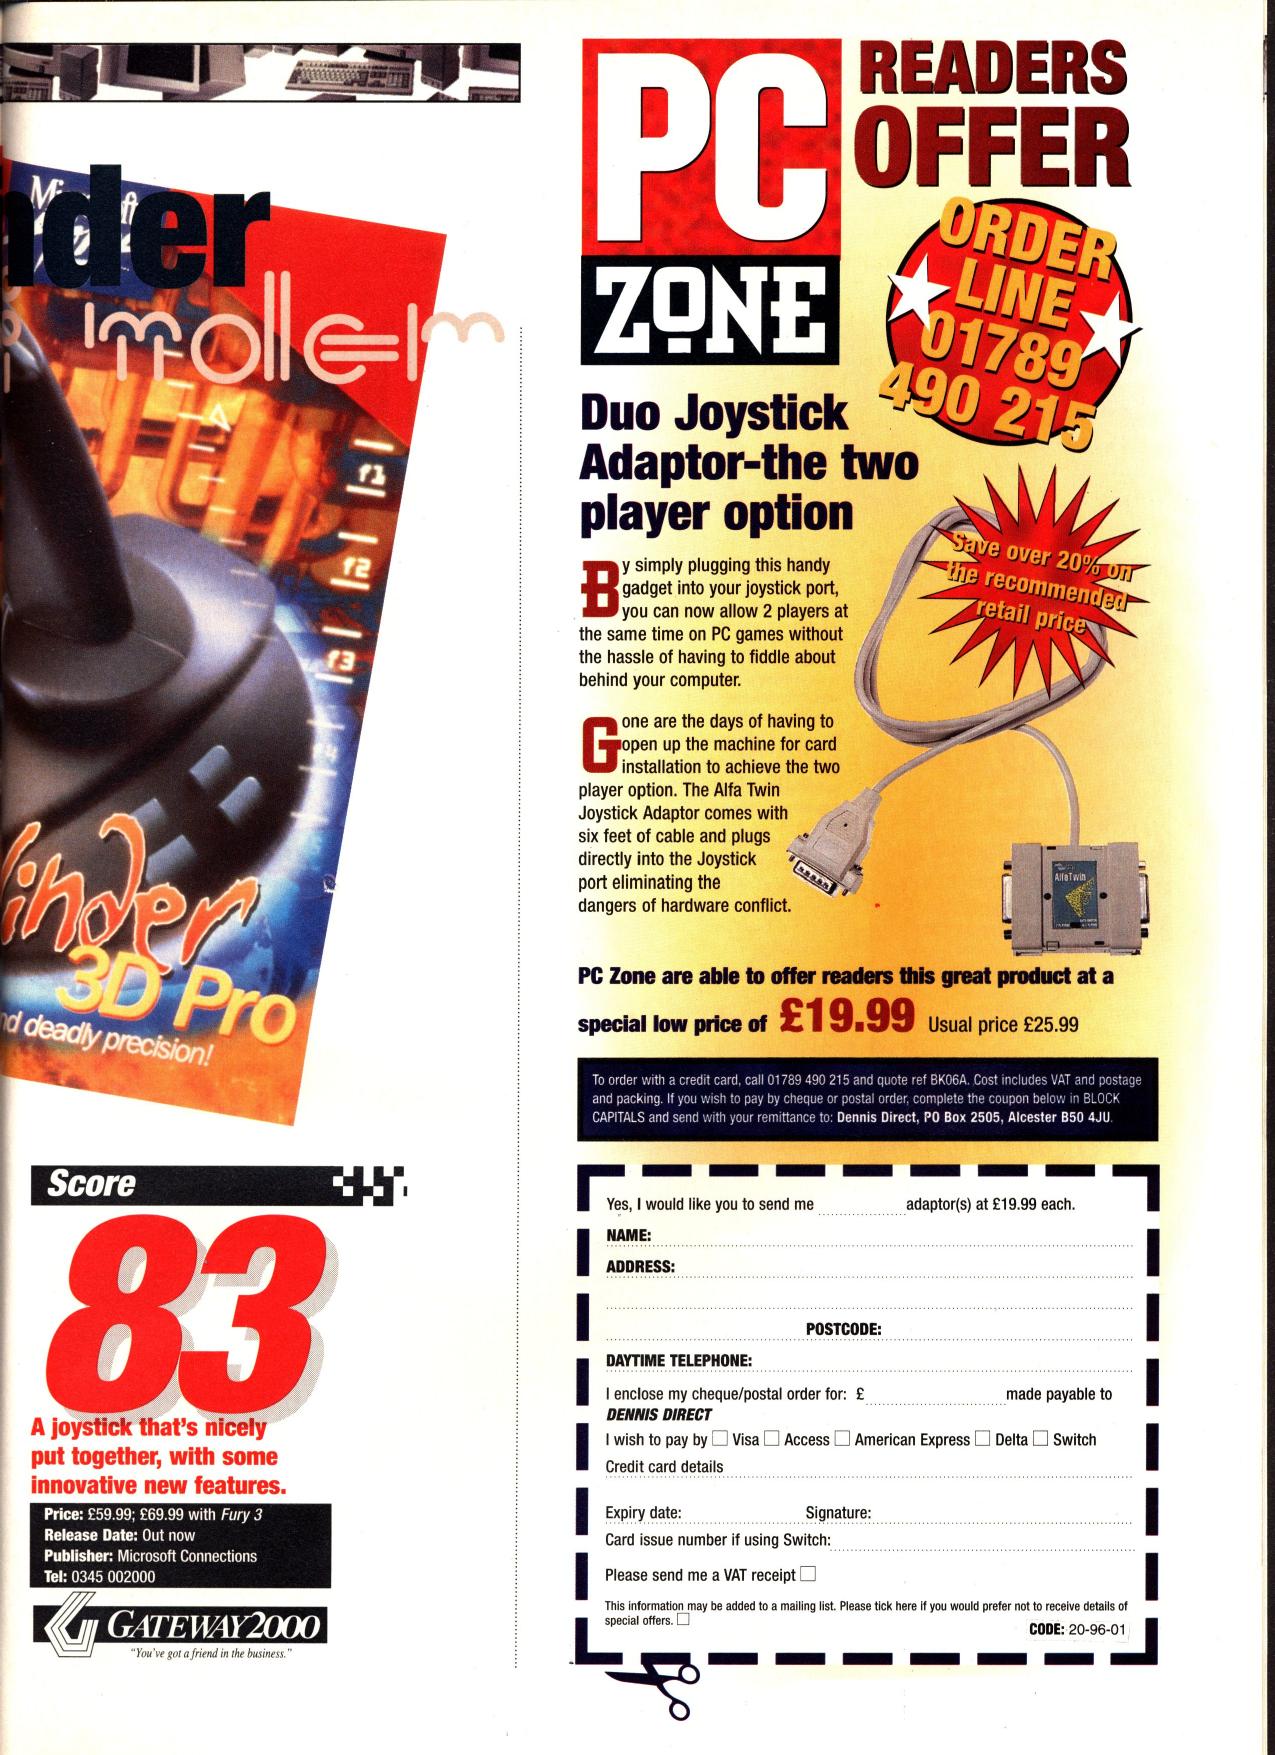 nder
Microsoft
f1
f2
f3
f4
inder
3D Pro
nd deadly precision!
Score
83
A joystick that's nicely
put together, with some
innovative new features.
Price: £59.99; £69.99 with Fury 3
Release Date: Out now
Publisher: Microsoft Connections
Tel: 0345 002000
GATEWAY2000
"You've got a friend in the business."
PC
ZONE
READERS
OFFER
ORDER
LINE
01789
490 215
Duo Joystick
Adaptor-the two
player option
Save over 20% on
the recommended
retail price
By simply plugging this handy
gadget into your joystick port,
you can now allow 2 players at
the same time on PC games without
the hassle of having to fiddle about
behind your computer.
Gone are the days of having to
open up the machine for card
installation to achieve the two
player option. The Alfa Twin
Joystick Adaptor comes with
six feet of cable and plugs
directly into the Joystick
port eliminating the
dangers of hardware conflict.
AlfaTwin
PC Zone are able to offer readers this great product at a
special low price of £19.99 Usual price £25.99
To order with a credit card, call 01789 490 215 and quote ref BK06A. Cost includes VAT and postage
and packing. If you wish to pay by cheque or postal order, complete the coupon below in BLOCK
CAPITALS and send with your remittance to: Dennis Direct, PO Box 2505, Alcester B50 4JU.
Yes, I would like you to send me adaptor(s) at £19.99 each.
NAME:
ADDRESS:
POSTCODE:
DAYTIME TELEPHONE:
I enclose my cheque/postal order for: £ made payable to
DENNIS DIRECT
I wish to pay by Visa Access American Express Delta Switch
Credit card details
Expiry date: Signature:
Card issue number if using Switch:
Please send me a VAT receipt
This information may be added to a mailing list. Please tick here if you would prefer not to receive details of
special offers.
CODE: 20-96-01